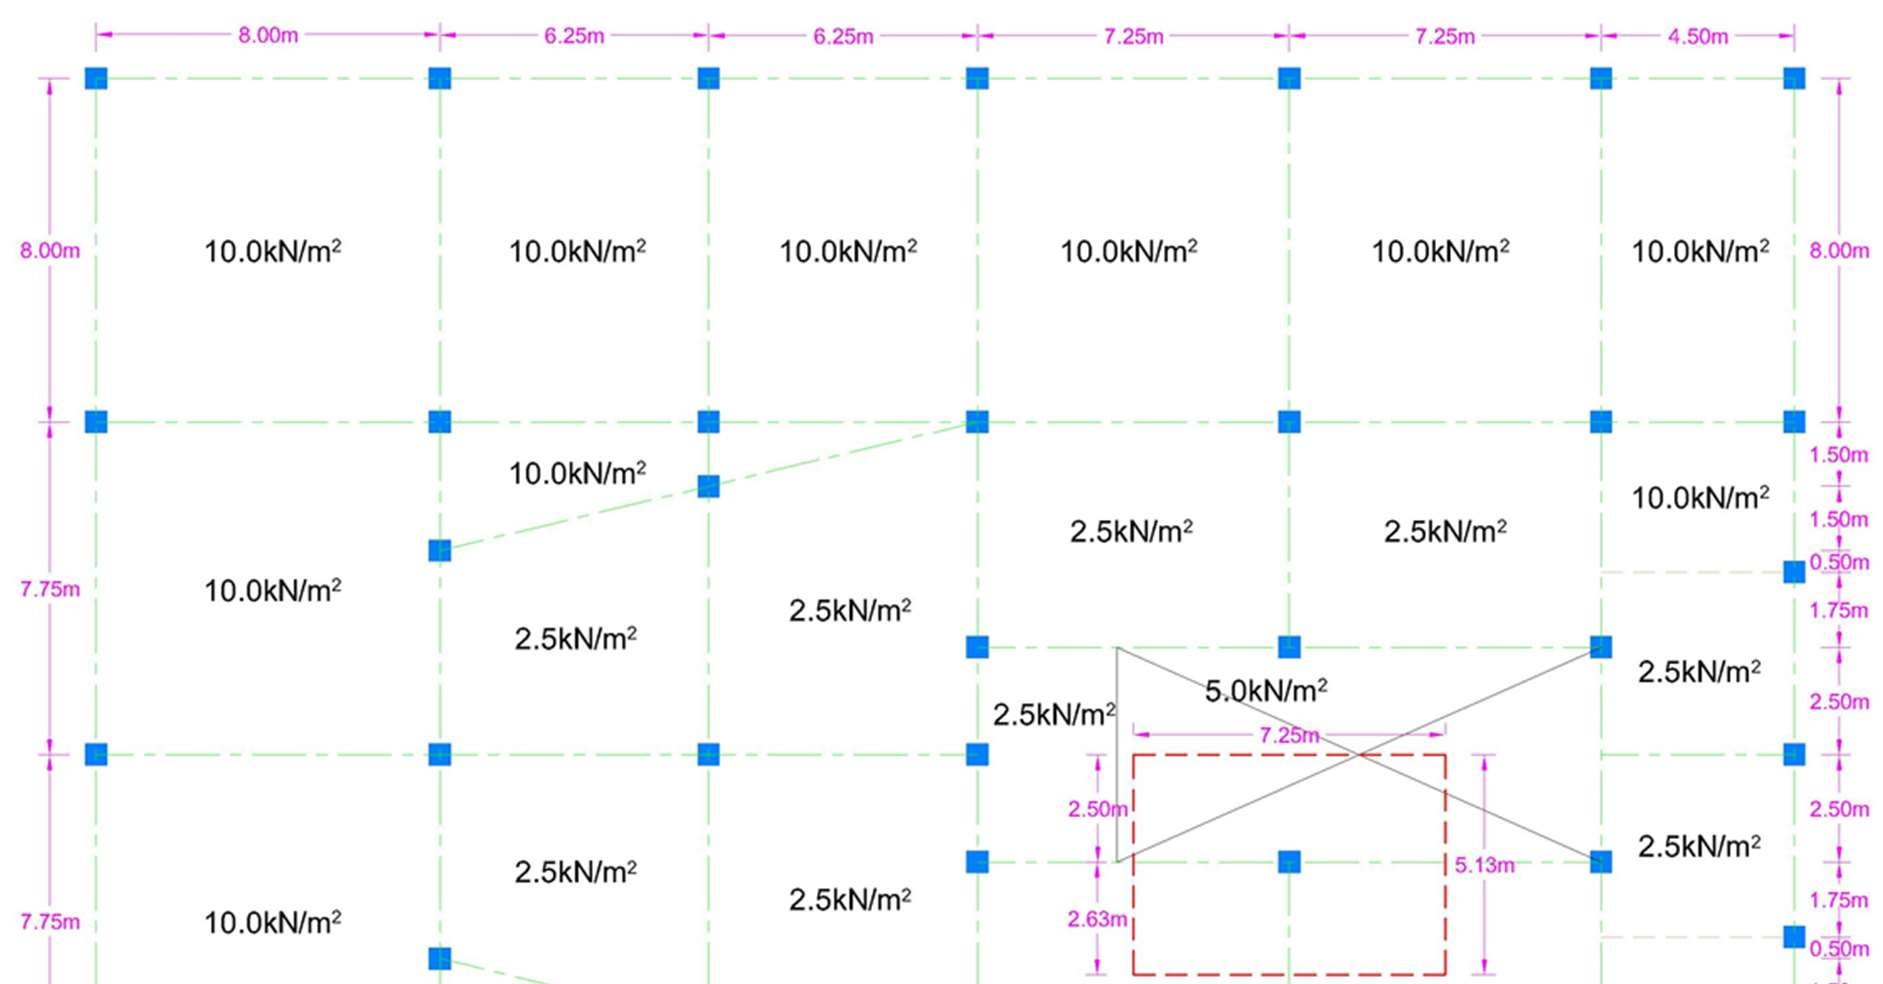 8.00m 6.25m 6.25m 7.25m 7.25m 4.50m
8.00m 10.0kN/m² 10.0kN/m² 10.0kN/m² 10.0kN/m² 10.0kN/m² 10.0kN/m² 8.00m
1.50m
10.0kN/m²
10.0kN/m²
1.50m
2.5kN/m² 2.5kN/m²
0.50m
7.75m 10.0kN/m²
2.5kN/m² 1.75m
2.5kN/m²
2.5kN/m²
5.0kN/m² 2.50m
2.5kN/m²
7.25m
2.50m 2.50m
2.5kN/m²
5.13m
2.5kN/m²
2.5kN/m² 1.75m
7.75m 10.0kN/m² 2.63m
0.50m